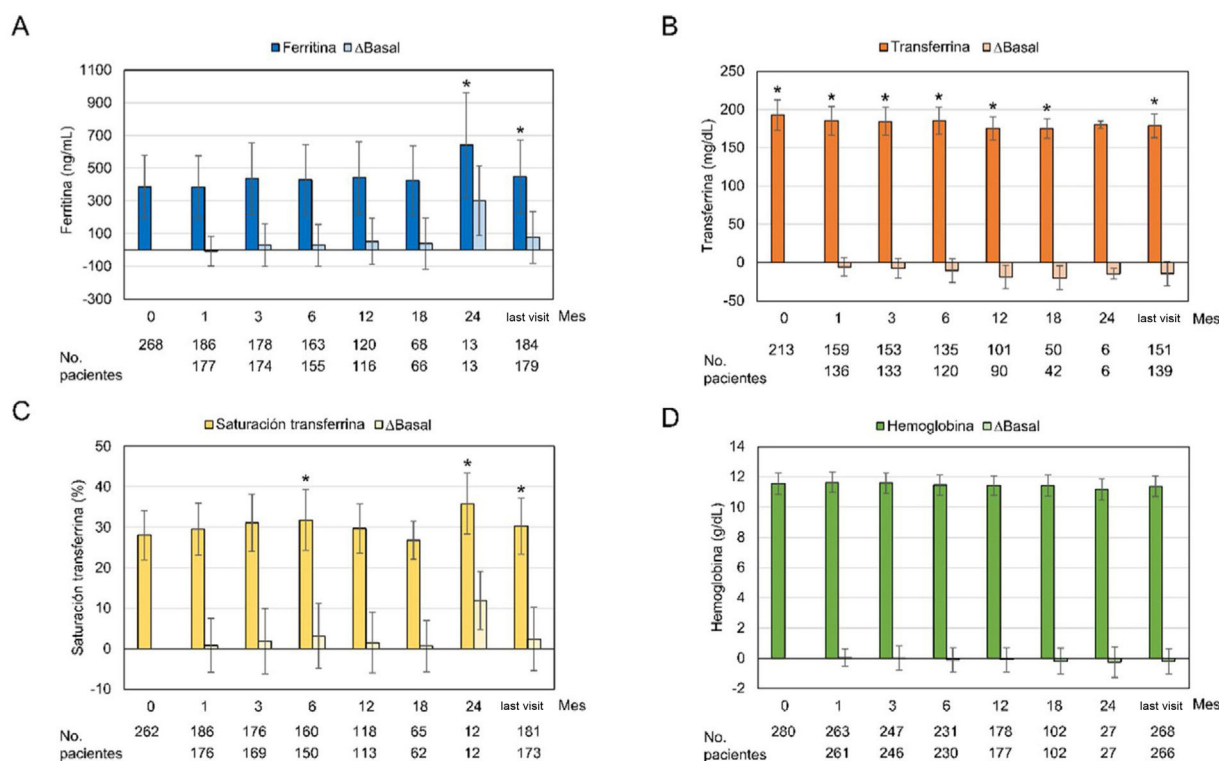 A
Ferritina ΔBasal
Ferritina (ng/mL)
1100
900
700
500
300
100
-100
-300
* *
0 1 3 6 12 18 24 last visit Mes
No. pacientes
268 186 178 163 120 68 13 184
177 174 155 116 66 13 179
B
Transferrina ΔBasal
Transferrina (mg/dL)
250
200
150
100
50
0
-50
* * * * * * *
0 1 3 6 12 18 24 last visit Mes
No. pacientes
213 159 153 135 101 50 6 151
136 133 120 90 42 6 139
C
Saturación transferrina ΔBasal
Saturación transferrina (%)
50
40
30
20
10
0
-10
* * *
0 1 3 6 12 18 24 last visit Mes
No. pacientes
262 186 176 160 118 65 12 181
176 169 150 113 62 12 173
D
Hemoglobina ΔBasal
Hemoglobina (g/dL)
14
12
10
8
6
4
2
0
-2
0 1 3 6 12 18 24 last visit Mes
No. pacientes
280 263 247 231 178 102 27 268
261 246 230 177 102 27 266